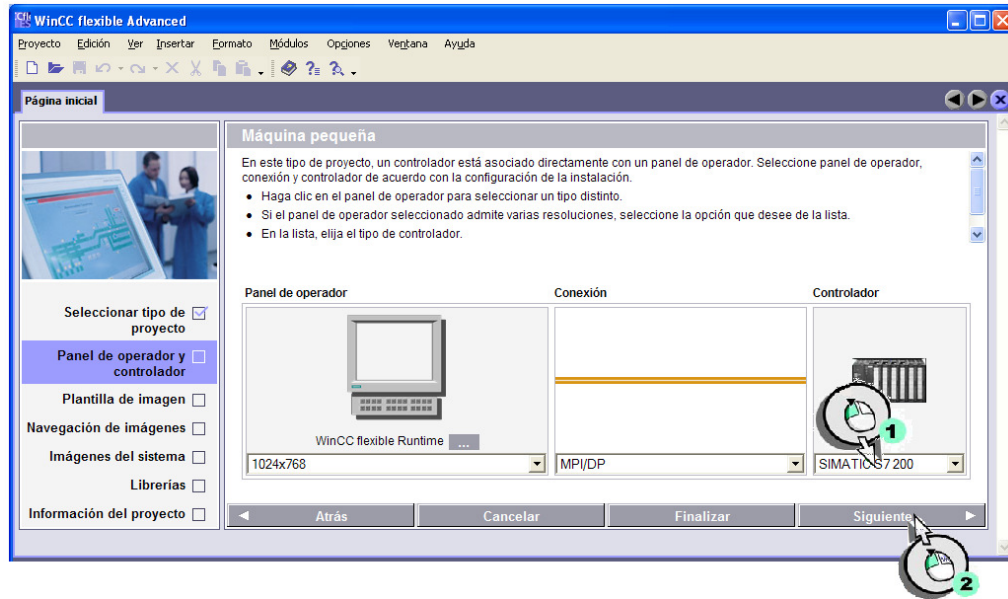 WinCC flexible Advanced
Proyecto Edición Ver Insertar Formato Módulos Opciones Ventana Ayuda
Página inicial
Máquina pequeña
En este tipo de proyecto, un controlador está asociado directamente con un panel de operador. Seleccione panel de operador,
conexión y controlador de acuerdo con la configuración de la instalación.
• Haga clic en el panel de operador para seleccionar un tipo distinto.
• Si el panel de operador seleccionado admite varias resoluciones, seleccione la opción que desee de la lista.
• En la lista, elija el tipo de controlador.
Seleccionar tipo de
proyecto
Panel de operador y
controlador
Plantilla de imagen
Navegación de imágenes
Imágenes del sistema
Librerías
Información del proyecto
Panel de operador Conexión Controlador
WinCC flexible Runtime ...
1024x768 MPI/DP SIMATIC S7 200
1
Atrás Cancelar Finalizar Siguiente
2